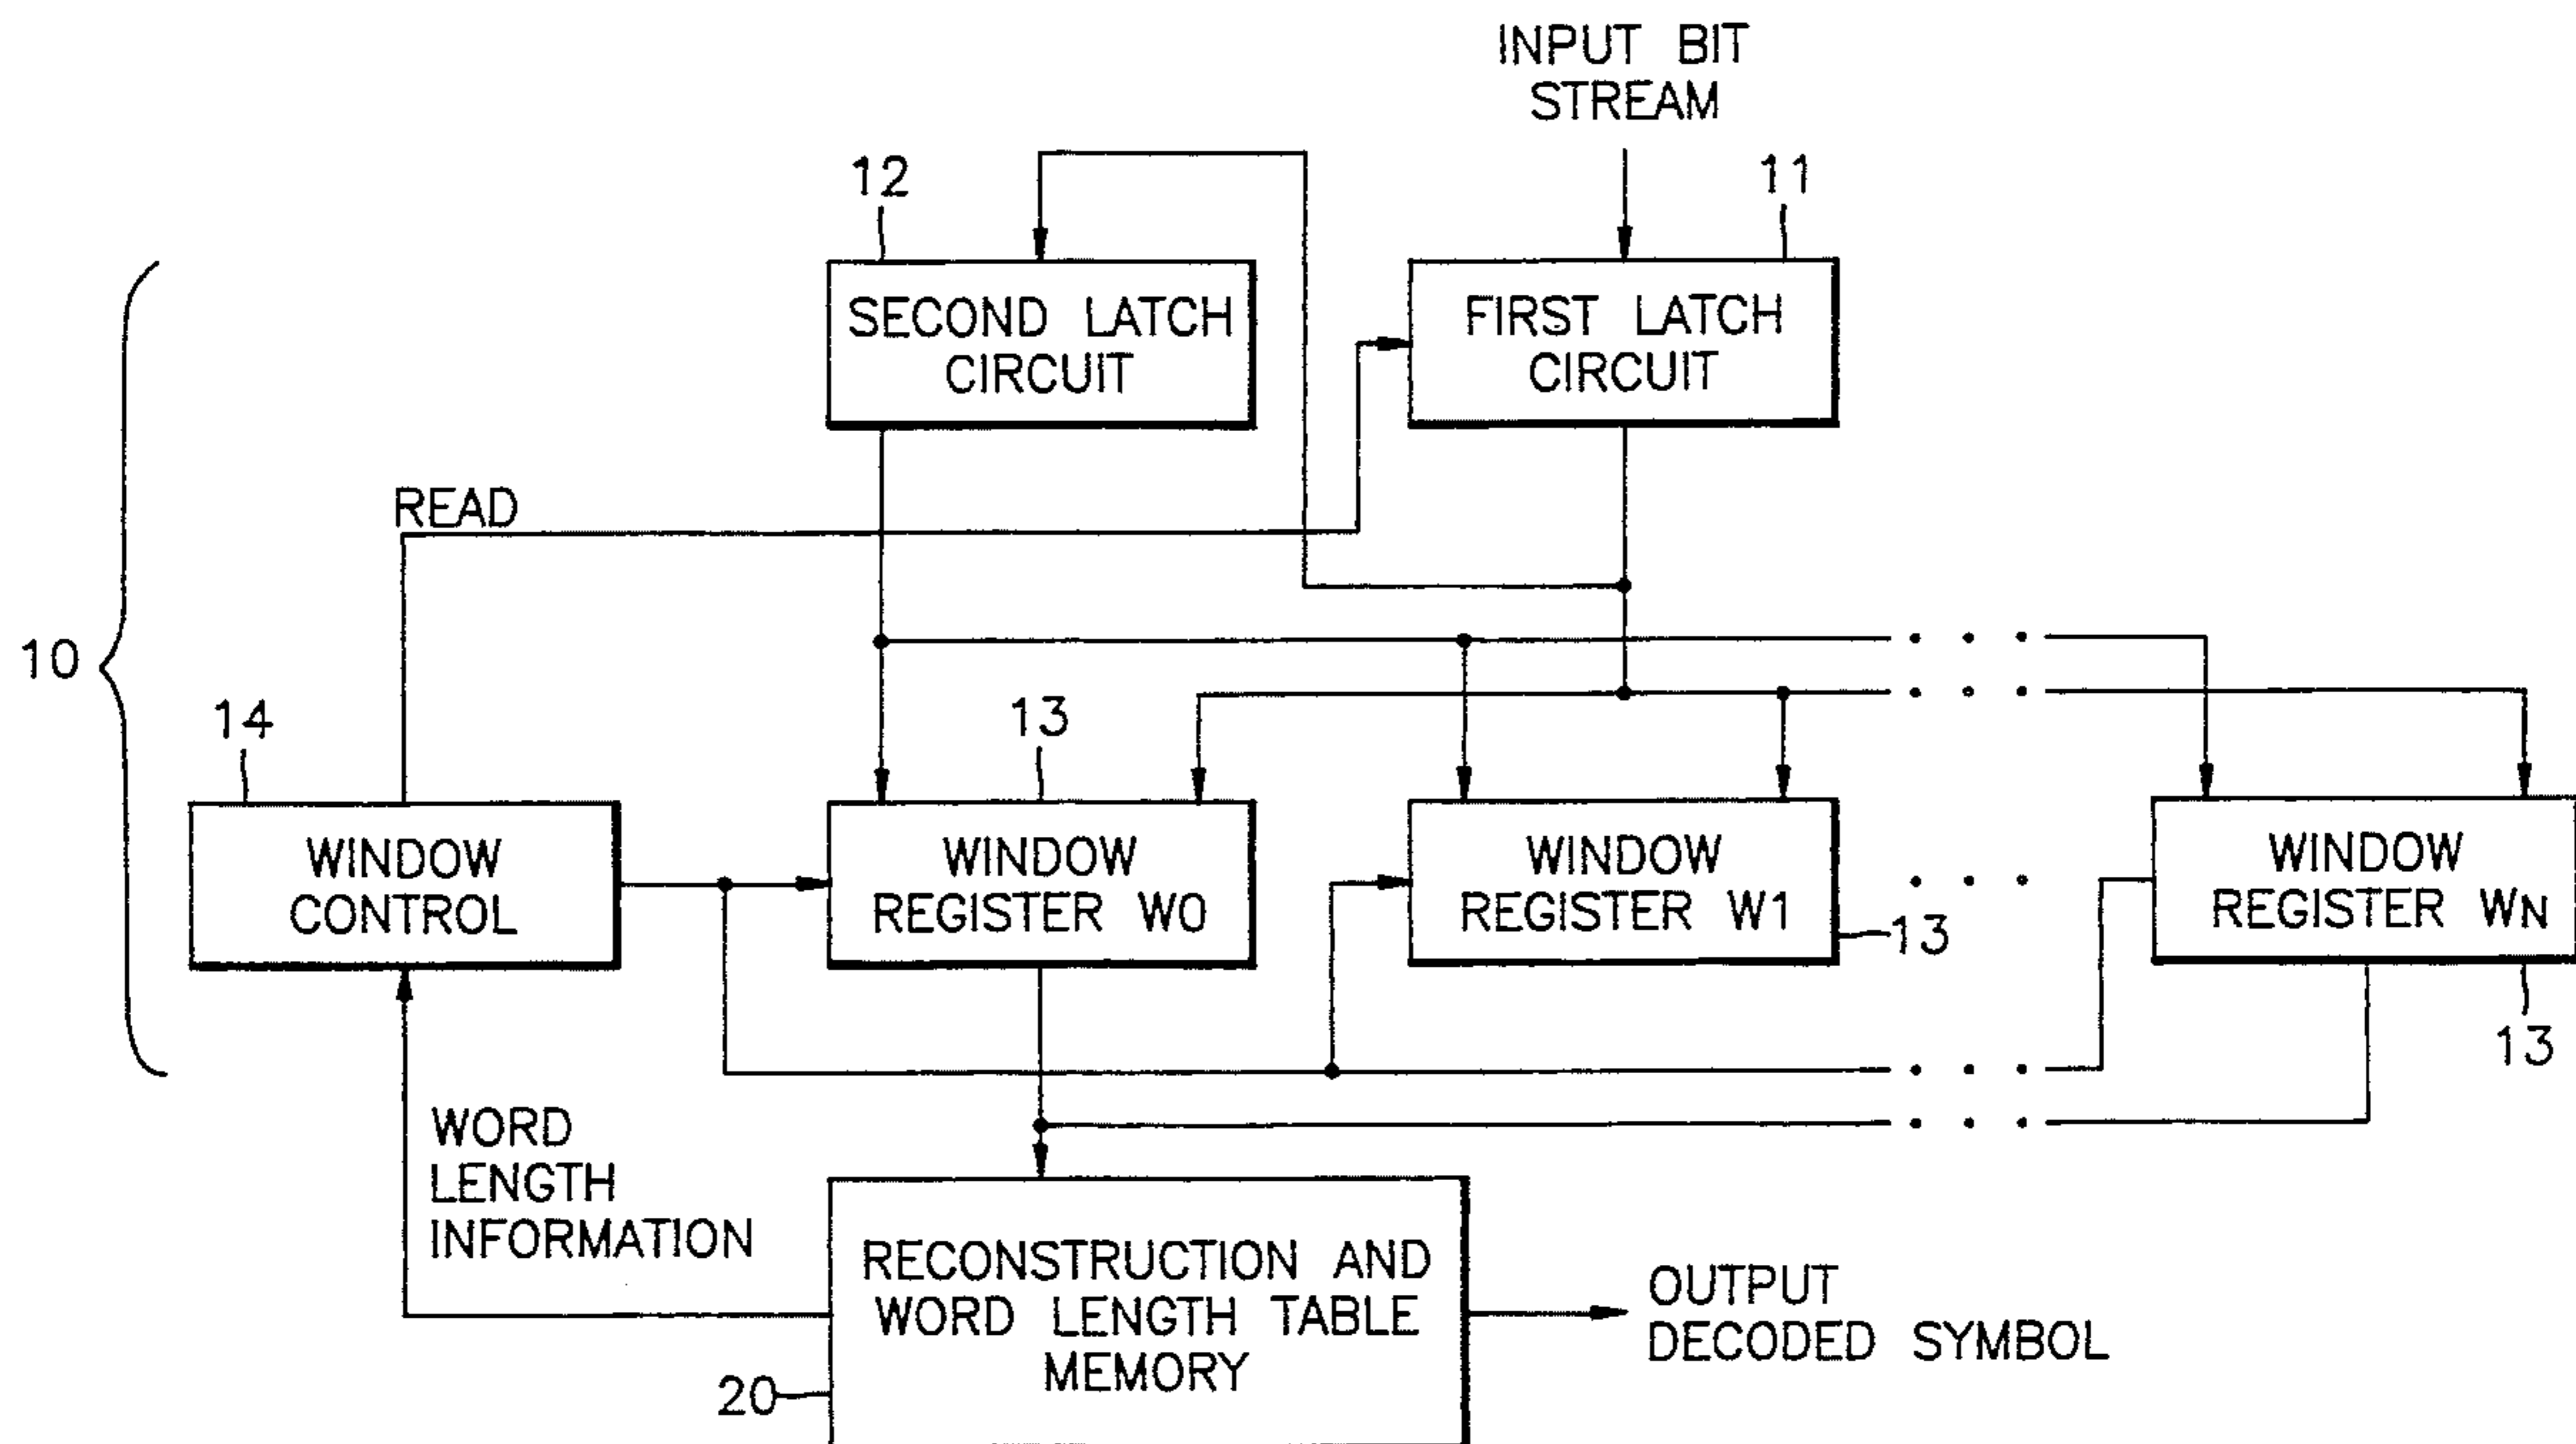 INPUT BIT
STREAM
12
11
SECOND LATCH
CIRCUIT
FIRST LATCH
CIRCUIT
READ
10
14
13
WINDOW
CONTROL
WINDOW
REGISTER W0
WINDOW
REGISTER W1
13
WINDOW
REGISTER WN
13
WORD
LENGTH
INFORMATION
RECONSTRUCTION AND
WORD LENGTH TABLE
MEMORY
20
OUTPUT
DECODED SYMBOL